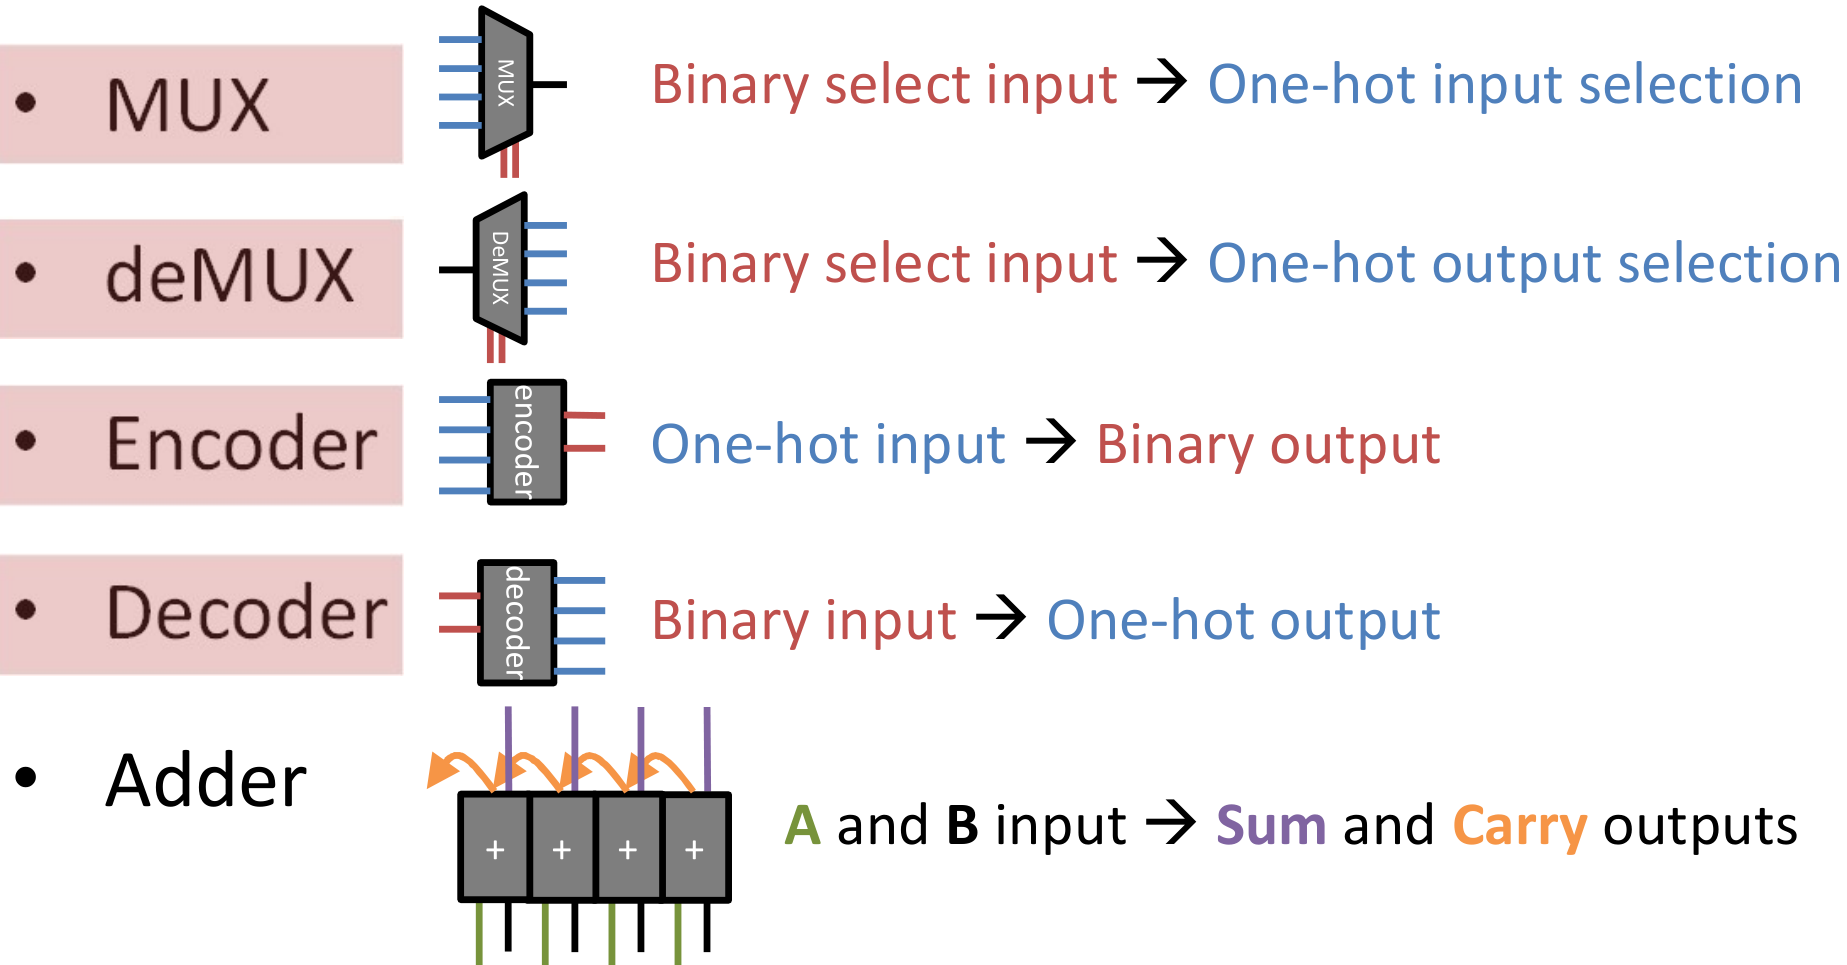 • MUX
MUX
Binary select input → One-hot input selection
• deMUX
DeMUX
Binary select input → One-hot output selection
• Encoder
encoder
One-hot input → Binary output
• Decoder
decoder
Binary input → One-hot output
• Adder
+ + + +
A and B input → Sum and Carry outputs